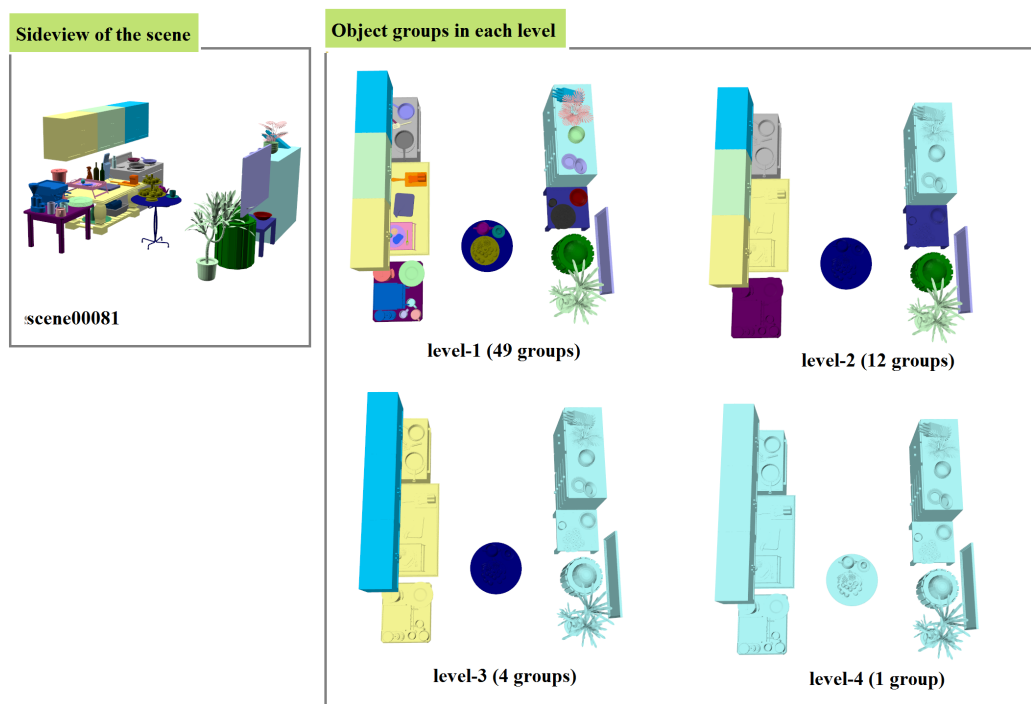 Sideview of the scene
Object groups in each level
scene00081
level-1 (49 groups)
level-2 (12 groups)
level-3 (4 groups)
level-4 (1 group)